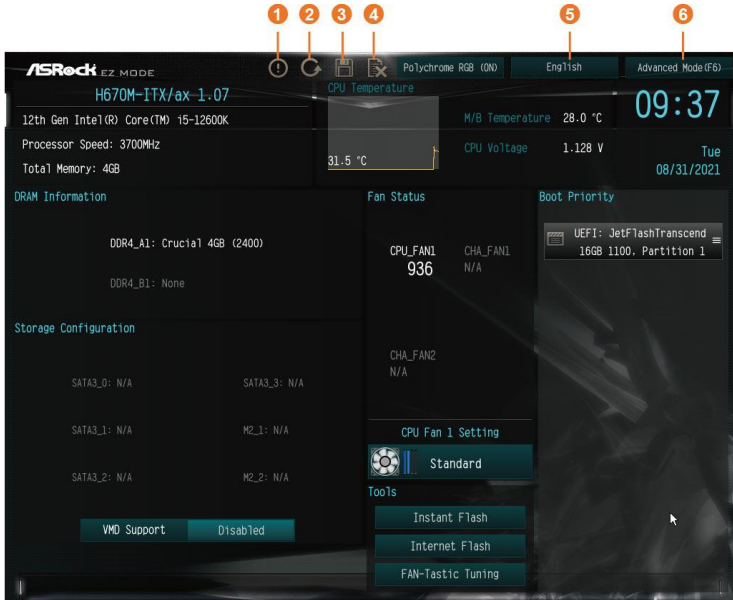 1 2 3 4 5 6
ASRock EZ MODE
Polychrome RGB (ON)
English
Advanced Mode(F6)
H670M-ITX/ax 1.07
12th Gen Intel(R) Core(TM) i5-12600K
Processor Speed: 3700MHz
Total Memory: 4GB
CPU Temperature
31.5 °C
M/B Temperature 28.0 °C
CPU Voltage 1.128 V
09:37
Tue
08/31/2021
DRAM Information
DDR4_A1: Crucial 4GB (2400)
DDR4_B1: None
Storage Configuration
SATA3_0: N/A SATA3_3: N/A
SATA3_1: N/A M2_1: N/A
SATA3_2: N/A M2_2: N/A
VMD Support Disabled
Fan Status
CPU_FAN1 CHA_FAN1
936 N/A
CHA_FAN2
N/A
CPU Fan 1 Setting
Standard
Tools
Instant Flash
Internet Flash
FAN-Tastic Tuning
Boot Priority
UEFI: JetFlashTranscend
16GB 1100, Partition 1